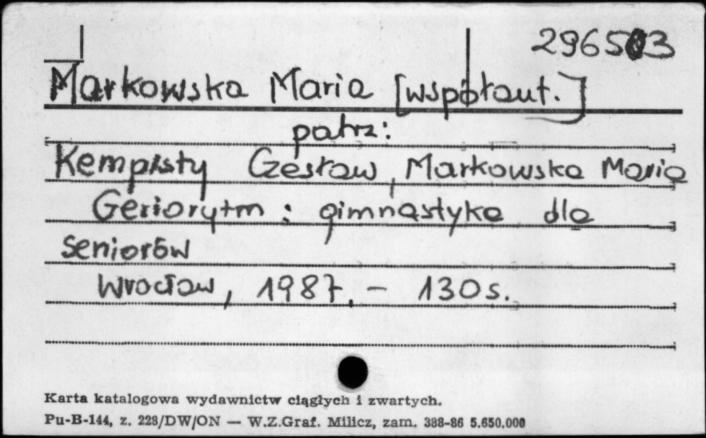 296503
Markowska Maria [współaut.]
patrz:
Kempisty Czesław, Markowska Maria
Geriorytm : gimnastyka dla
seniorów
Wrocław, 1987. - 130 s.
Karta katalogowa wydawnictw ciągłych i zwartych.
Pu-B-144, z. 228/DW/ON — W.Z.Graf. Milicz, zam. 388-86 5.650.000